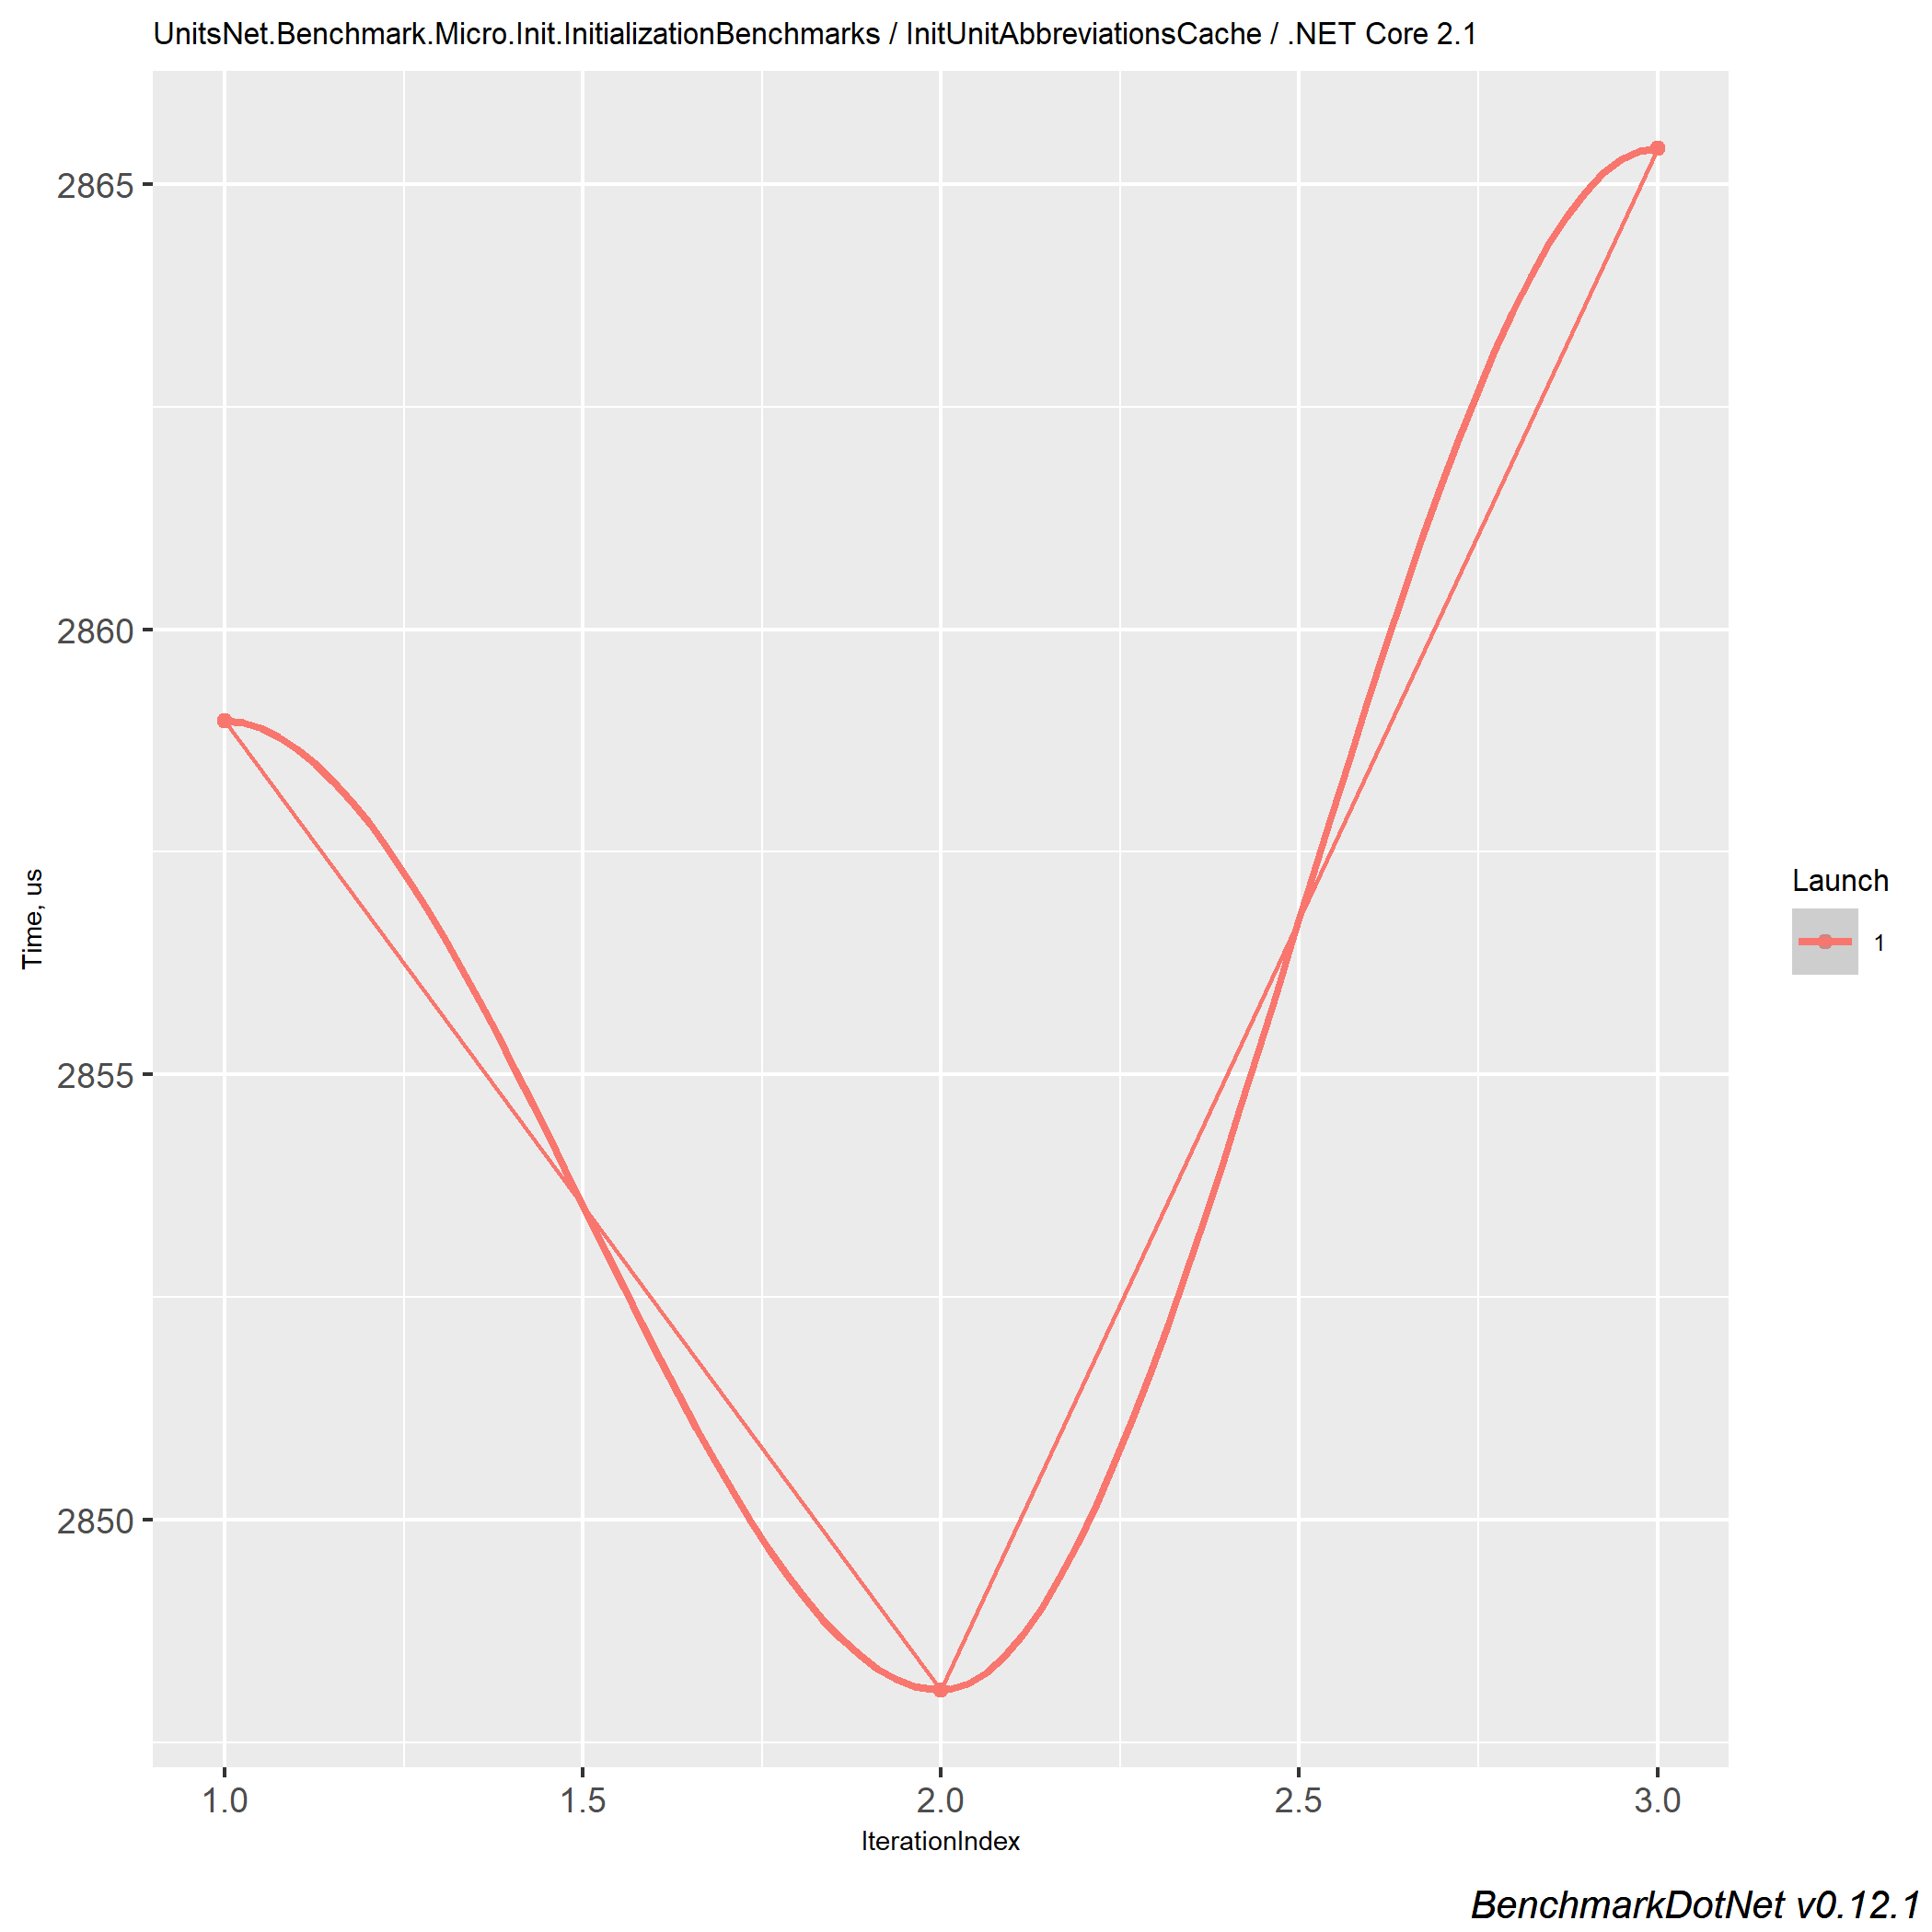 UnitsNet.Benchmark.Micro.Init.InitializationBenchmarks / InitUnitAbbreviationsCache / .NET Core 2.1
2865
2860
2855
2850
Time, us
1.0 1.5 2.0 2.5 3.0
IterationIndex
Launch
1
BenchmarkDotNet v0.12.1